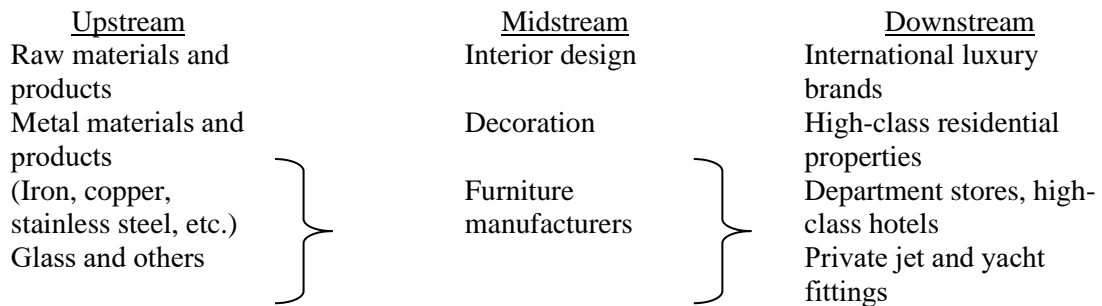 Upstream
Raw materials and
products
Metal materials and
products
(Iron, copper,
stainless steel, etc.)
Glass and others
Midstream
Interior design
Decoration
Furniture
manufacturers
Downstream
International luxury
brands
High-class residential
properties
Department stores, high-
class hotels
Private jet and yacht
fittings